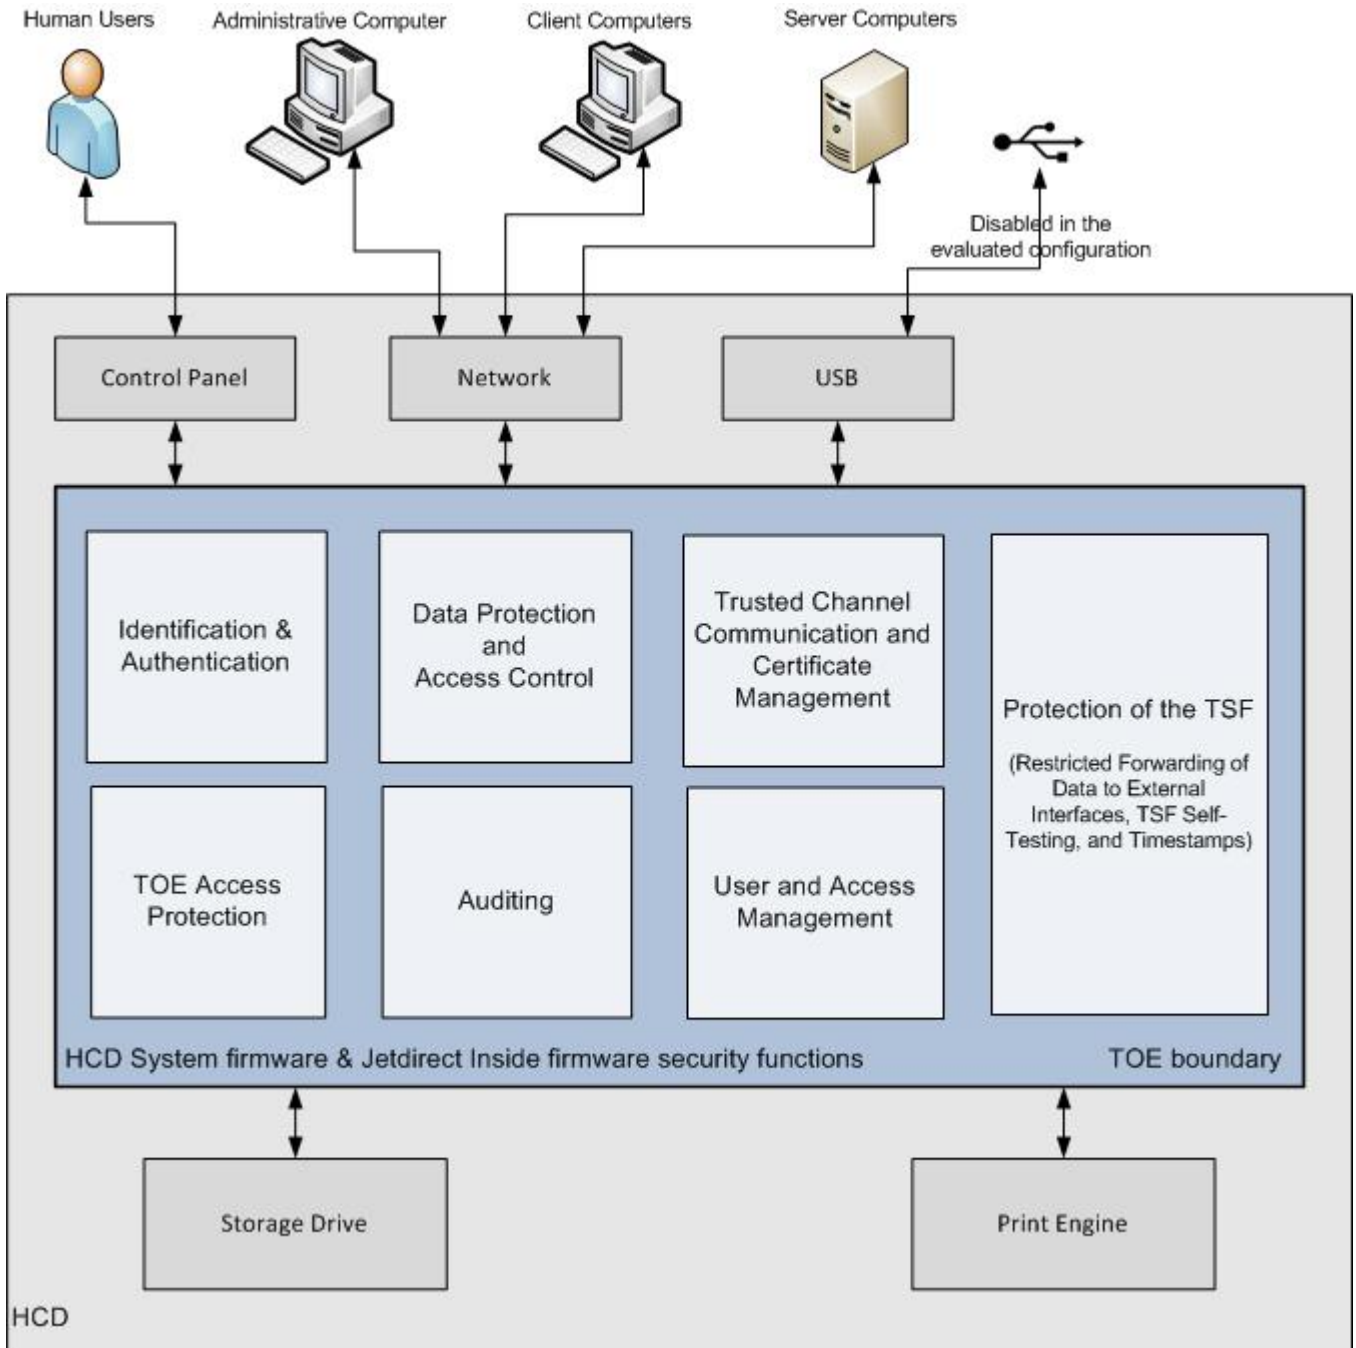 Human Users
Administrative Computer
Client Computers
Server Computers
Disabled in the
evaluated configuration
Control Panel
Network
USB
Identification &
Authentication
Data Protection
and
Access Control
Trusted Channel
Communication and
Certificate
Management
Protection of the TSF
(Restricted Forwarding of
Data to External
Interfaces, TSF Self-
Testing, and Timestamps)
TOE Access
Protection
Auditing
User and Access
Management
HCD System firmware & Jetdirect Inside firmware security functions
TOE boundary
Storage Drive
Print Engine
HCD